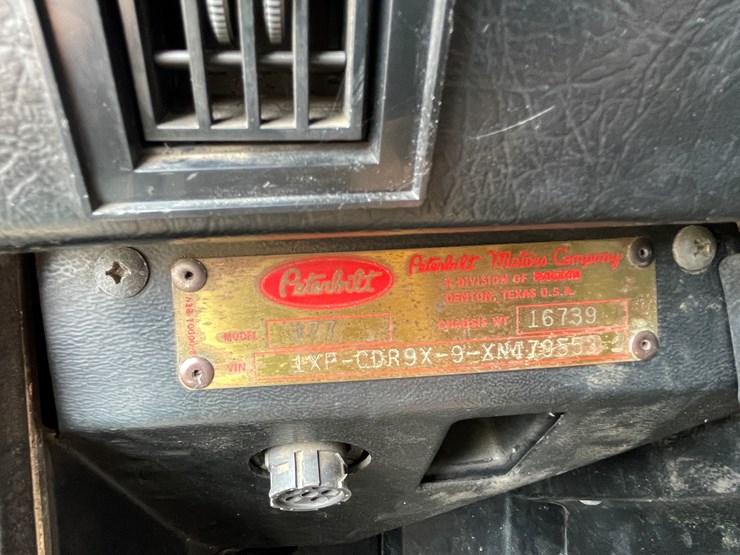 Peterbilt
Peterbilt Motors Company
A DIVISION OF PACCAR
DENTON, TEXAS U.S.A.
MODEL 377
CHASSIS WT 16739
VIN 1XP-CDR9X-9-XN479553